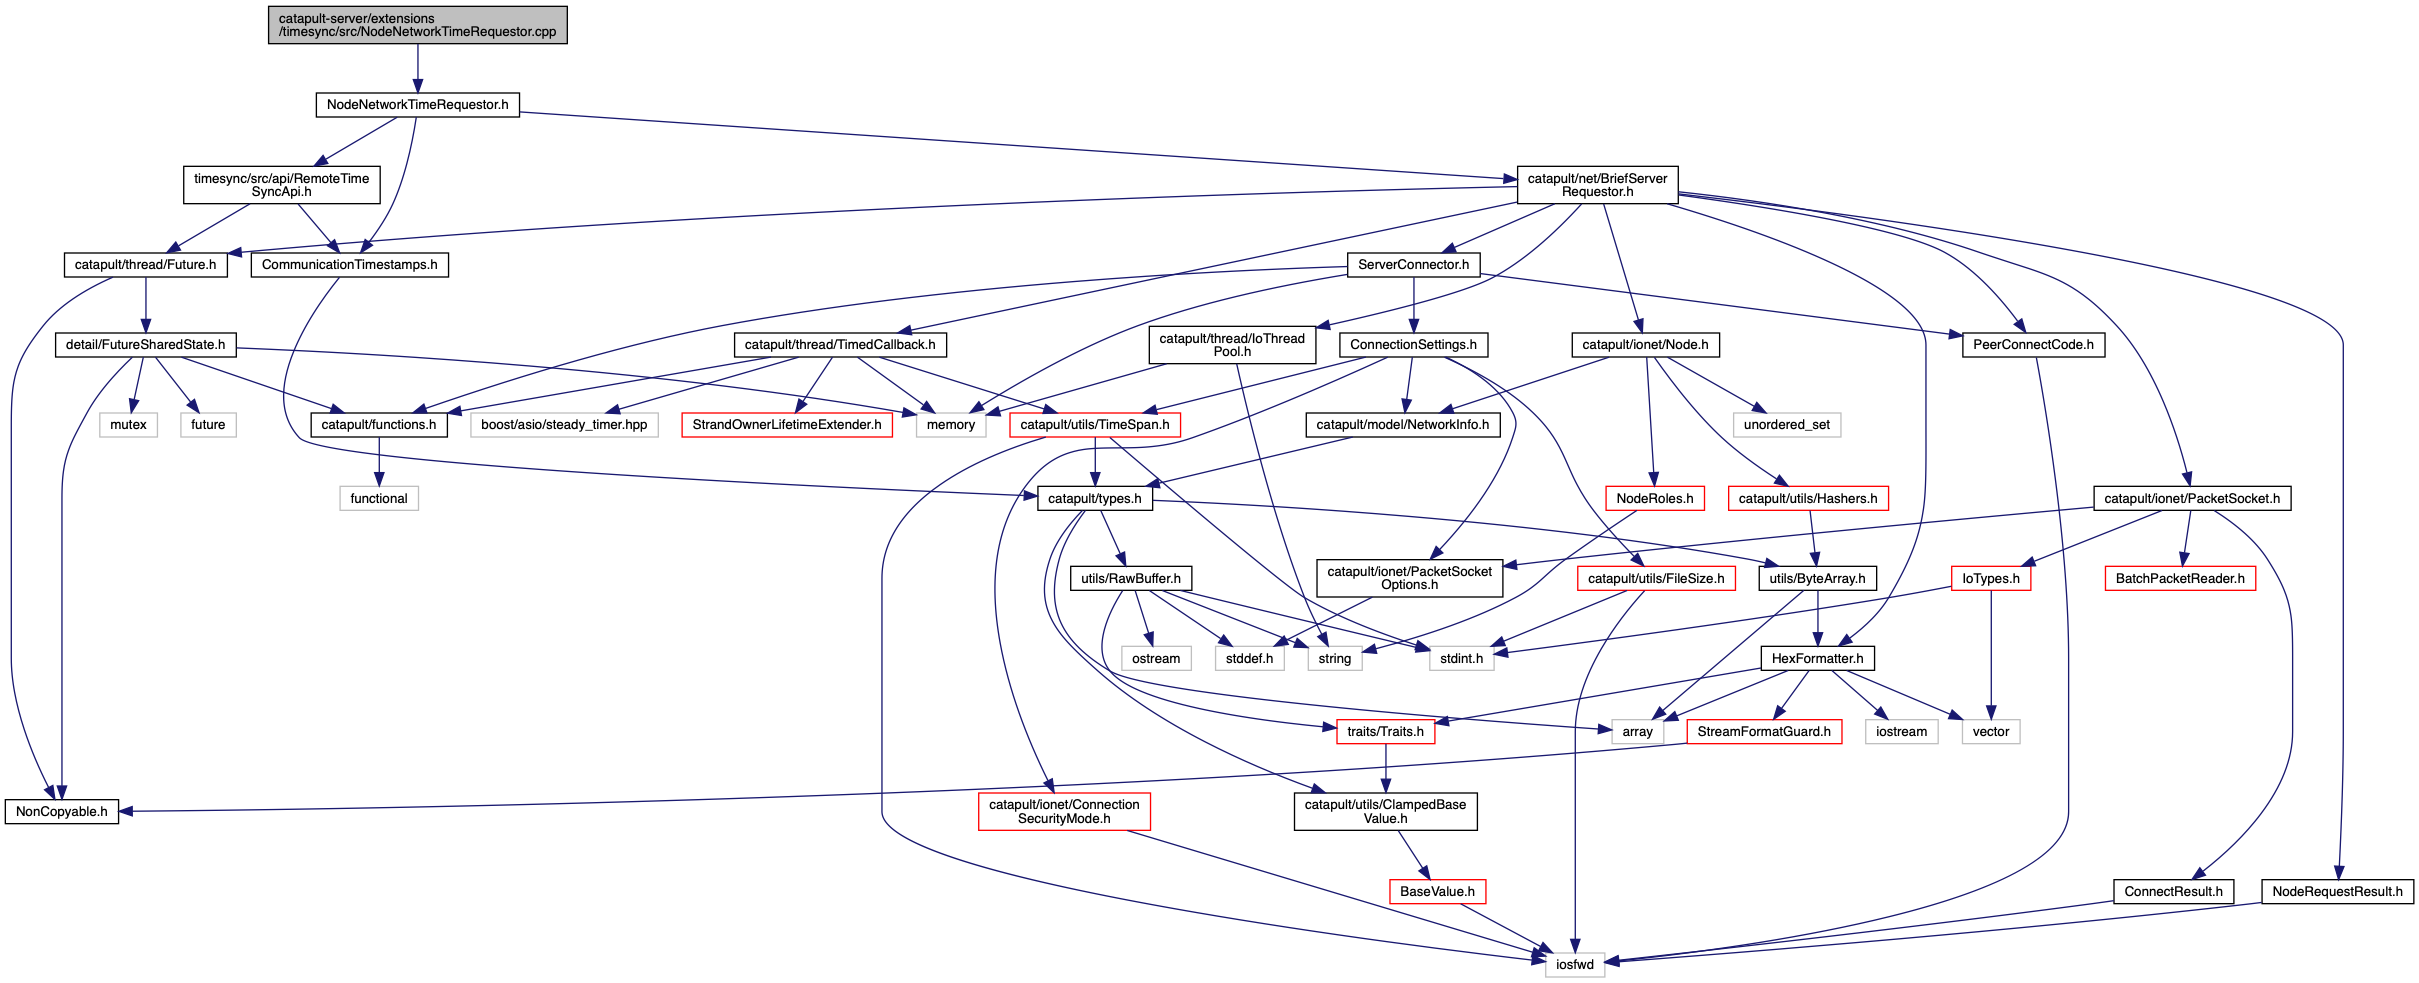 catapult-server/extensions
/timesync/src/NodeNetworkTimeRequestor.cpp
NodeNetworkTimeRequestor.h
timesync/src/api/RemoteTime
SyncApi.h
catapult/net/BriefServer
Requestor.h
catapult/thread/Future.h
CommunicationTimestamps.h
ServerConnector.h
detail/FutureSharedState.h
catapult/thread/TimedCallback.h
catapult/thread/IoThread
Pool.h
ConnectionSettings.h
catapult/ionet/Node.h
PeerConnectCode.h
mutex
future
catapult/functions.h
boost/asio/steady_timer.hpp
StrandOwnerLifetimeExtender.h
memory
catapult/utils/TimeSpan.h
catapult/model/NetworkInfo.h
unordered_set
functional
catapult/types.h
NodeRoles.h
catapult/utils/Hashers.h
catapult/ionet/PacketSocket.h
utils/RawBuffer.h
catapult/ionet/PacketSocket
Options.h
catapult/utils/FileSize.h
utils/ByteArray.h
IoTypes.h
BatchPacketReader.h
ostream
stddef.h
string
stdint.h
HexFormatter.h
traits/Traits.h
array
StreamFormatGuard.h
iostream
vector
NonCopyable.h
catapult/ionet/Connection
SecurityMode.h
catapult/utils/ClampedBase
Value.h
BaseValue.h
ConnectResult.h
NodeRequestResult.h
iosfwd